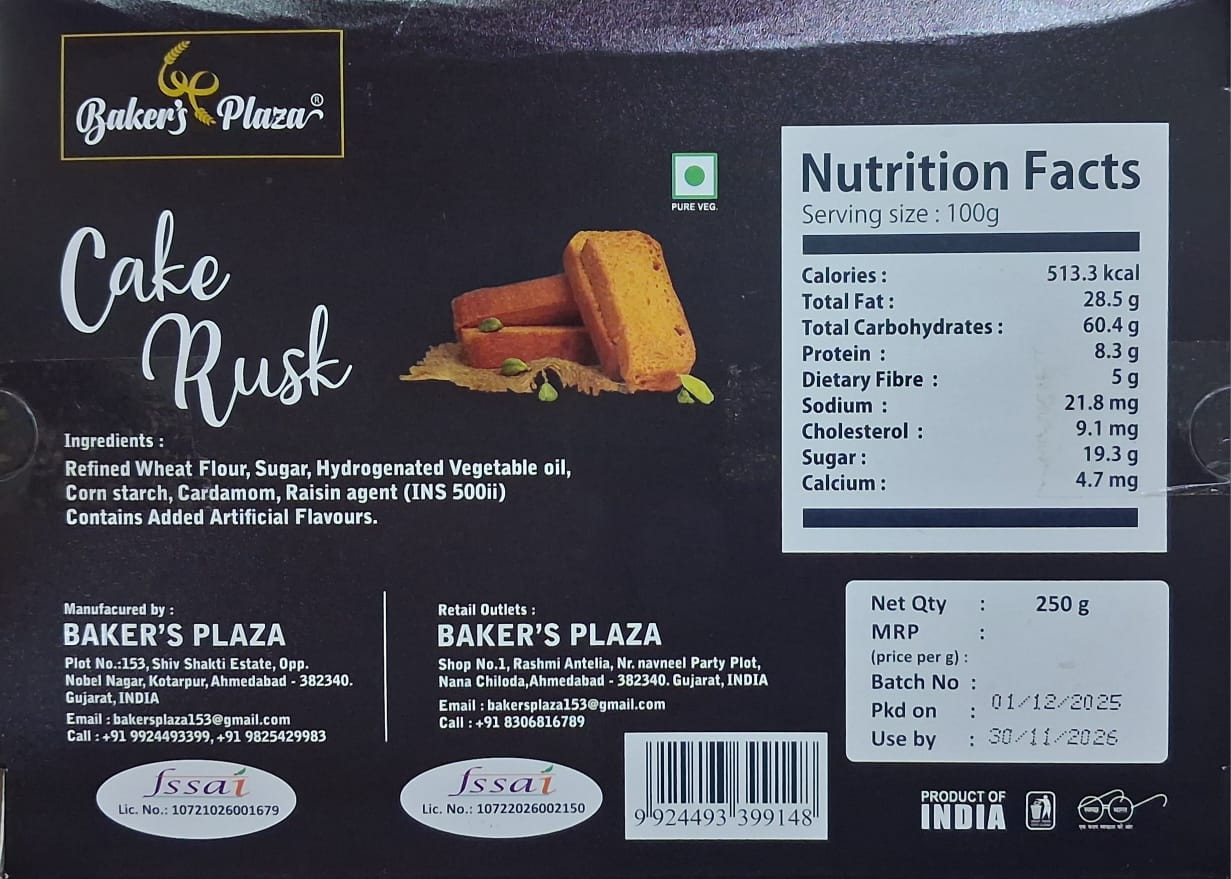 Baker's Plaza®
PURE VEG.
Cake
Rusk
Ingredients :
Refined Wheat Flour, Sugar, Hydrogenated Vegetable oil,
Corn starch, Cardamom, Raisin agent (INS 500ii)
Contains Added Artificial Flavours.
Nutrition Facts
Serving size : 100g
Calories : 513.3 kcal
Total Fat : 28.5 g
Total Carbohydrates : 60.4 g
Protein : 8.3 g
Dietary Fibre : 5 g
Sodium : 21.8 mg
Cholesterol : 9.1 mg
Sugar : 19.3 g
Calcium : 4.7 mg
Manufacured by :
BAKER'S PLAZA
Plot No.:153, Shiv Shakti Estate, Opp.
Nobel Nagar, Kotarpur, Ahmedabad - 382340.
Gujarat, INDIA
Email : bakersplaza153@gmail.com
Call : +91 9924493399, +91 9825429983
fssai
Lic. No.: 10721026001679
Retail Outlets :
BAKER'S PLAZA
Shop No.1, Rashmi Antelia, Nr. navneel Party Plot,
Nana Chiloda,Ahmedabad - 382340. Gujarat, INDIA
Email : bakersplaza153@gmail.com
Call : +91 8306816789
fssai
Lic. No.: 10722026002150
9 924493 399148
Net Qty : 250 g
MRP :
(price per g) :
Batch No :
Pkd on : 01/12/2025
Use by : 30/11/2026
PRODUCT OF
INDIA